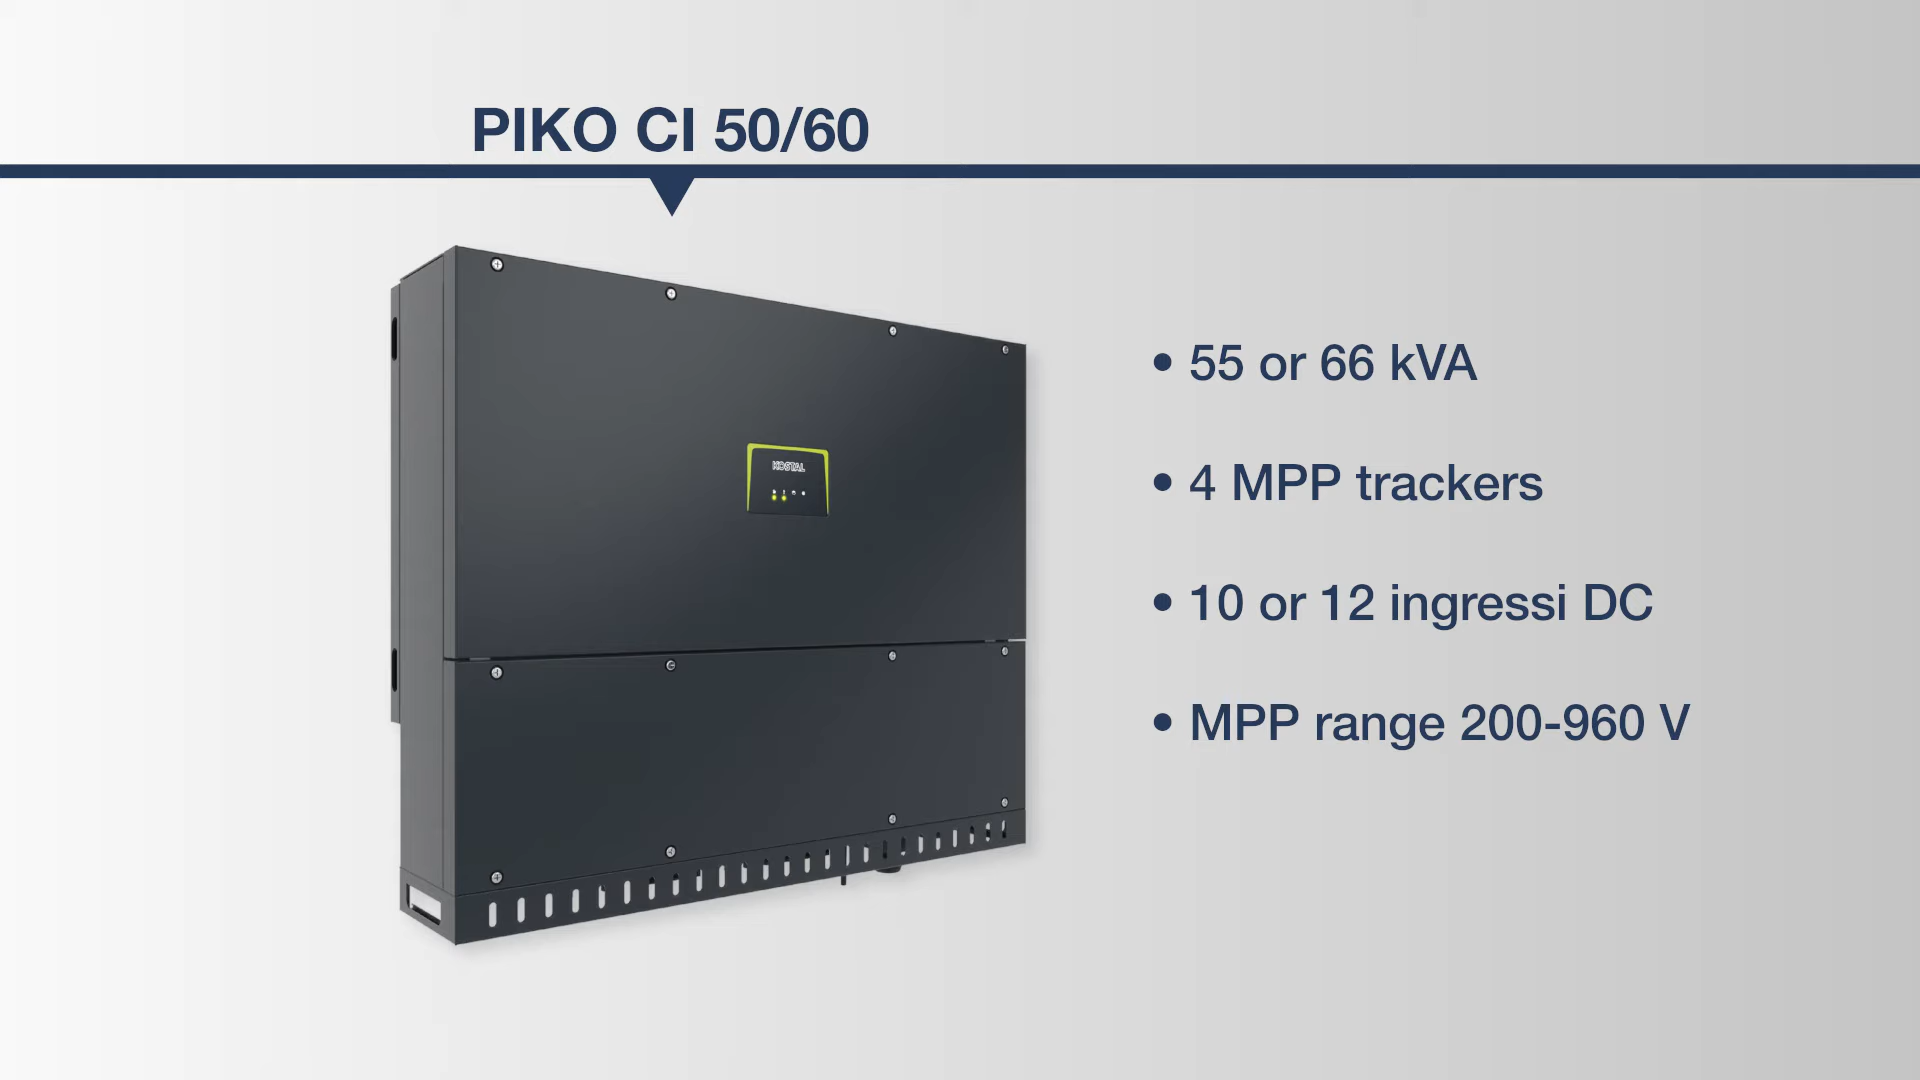 PIKO CI 50/60
KOSTAL
• 55 or 66 kVA
• 4 MPP trackers
• 10 or 12 ingressi DC
• MPP range 200-960 V